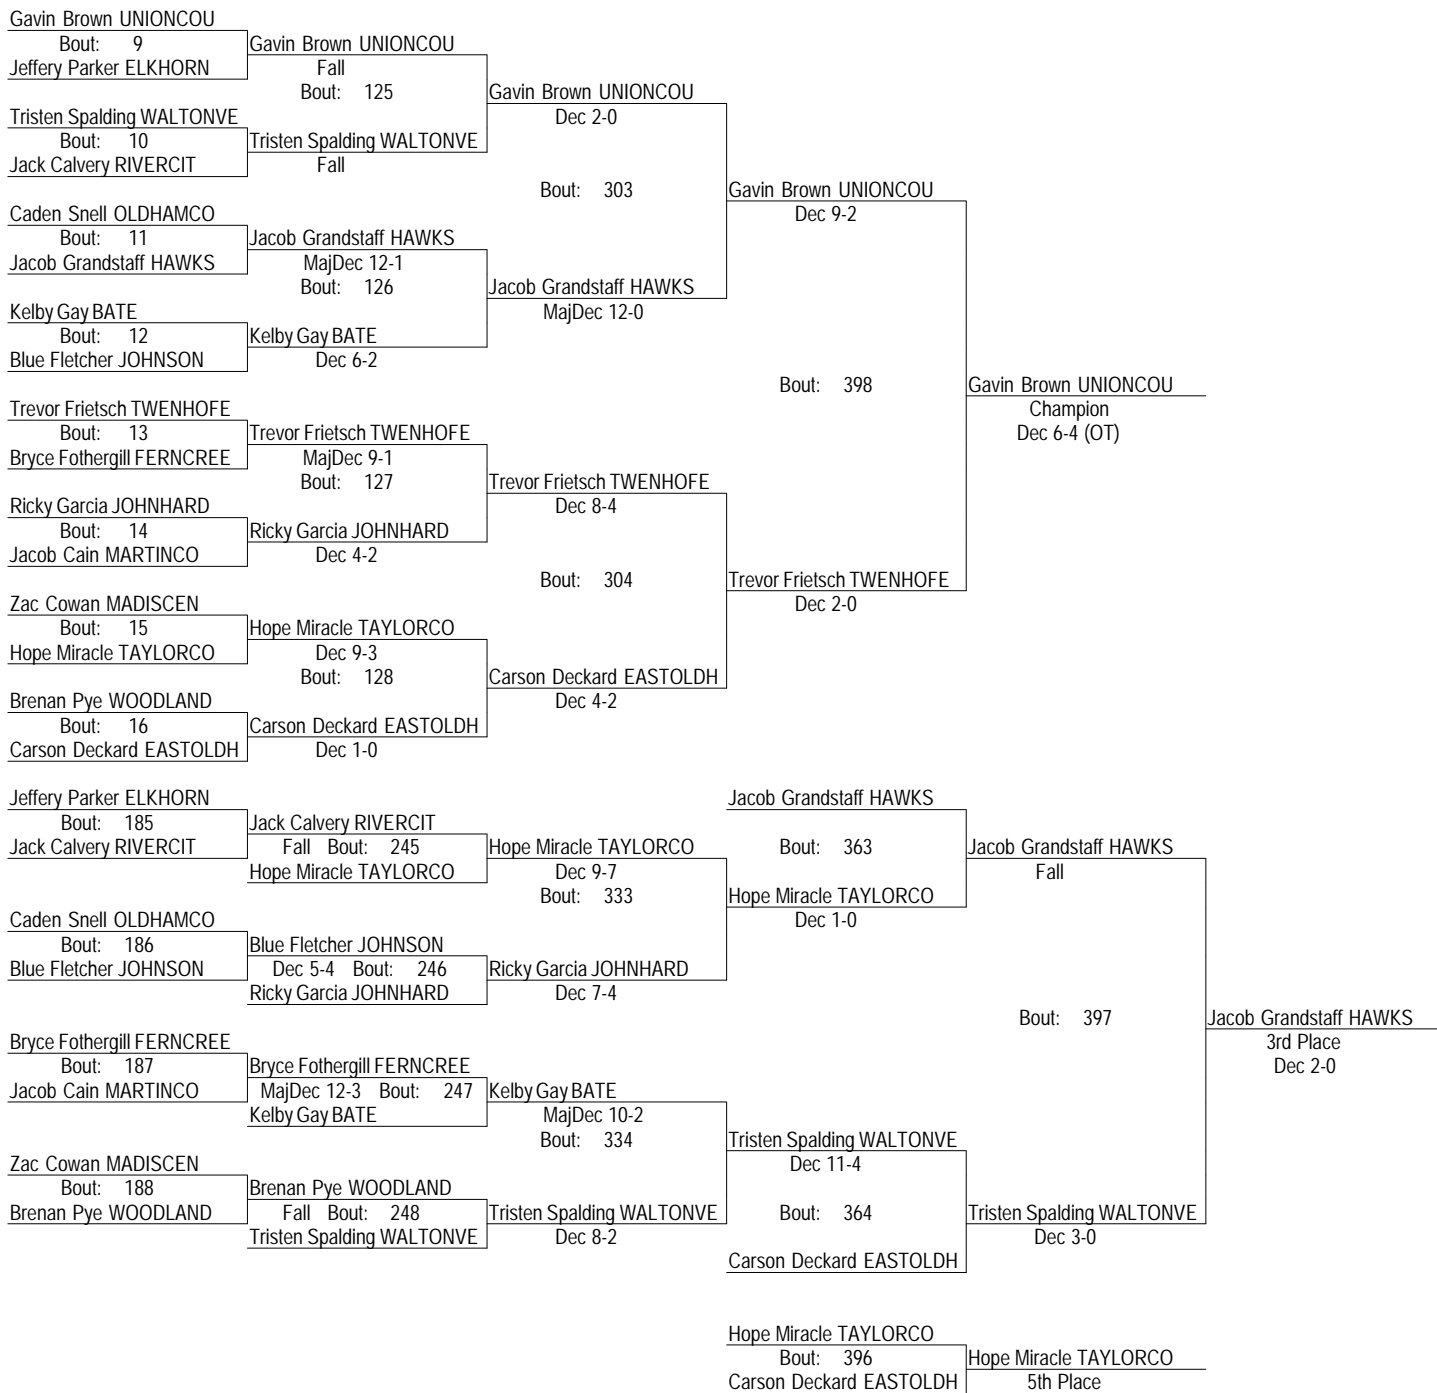 Gavin Brown UNIONCOU
Bout: 9
Jeffery Parker ELKHORN
Gavin Brown UNIONCOU
Fall
Bout: 125
Tristen Spalding WALTONVE
Bout: 10
Jack Calvery RIVERCIT
Tristen Spalding WALTONVE
Fall
Gavin Brown UNIONCOU
Dec 2-0
Bout: 303
Caden Snell OLDHAMCO
Bout: 11
Jacob Grandstaff HAWKS
Jacob Grandstaff HAWKS
MajDec 12-1
Bout: 126
Kelby Gay BATE
Bout: 12
Blue Fletcher JOHNSON
Kelby Gay BATE
Dec 6-2
Jacob Grandstaff HAWKS
MajDec 12-0
Gavin Brown UNIONCOU
Dec 9-2
Bout: 398
Gavin Brown UNIONCOU
Champion
Dec 6-4 (OT)
Trevor Frietsch TWENHOFE
Bout: 13
Bryce Fothergill FERNCREE
Trevor Frietsch TWENHOFE
MajDec 9-1
Bout: 127
Ricky Garcia JOHNHARD
Bout: 14
Jacob Cain MARTINCO
Ricky Garcia JOHNHARD
Dec 4-2
Trevor Frietsch TWENHOFE
Dec 8-4
Bout: 304
Trevor Frietsch TWENHOFE
Dec 2-0
Zac Cowan MADISCEN
Bout: 15
Hope Miracle TAYLORCO
Hope Miracle TAYLORCO
Dec 9-3
Bout: 128
Brenan Pye WOODLAND
Bout: 16
Carson Deckard EASTOLDH
Carson Deckard EASTOLDH
Dec 1-0
Carson Deckard EASTOLDH
Dec 4-2
Jeffery Parker ELKHORN
Bout: 185
Jack Calvery RIVERCIT
Jack Calvery RIVERCIT
Fall Bout: 245
Hope Miracle TAYLORCO
Hope Miracle TAYLORCO
Dec 9-7
Bout: 333
Caden Snell OLDHAMCO
Bout: 186
Blue Fletcher JOHNSON
Blue Fletcher JOHNSON
Dec 5-4 Bout: 246
Ricky Garcia JOHNHARD
Ricky Garcia JOHNHARD
Dec 7-4
Jacob Grandstaff HAWKS
Bout: 363
Hope Miracle TAYLORCO
Dec 1-0
Jacob Grandstaff HAWKS
Fall
Bout: 397
Jacob Grandstaff HAWKS
3rd Place
Dec 2-0
Bryce Fothergill FERNCREE
Bout: 187
Jacob Cain MARTINCO
Bryce Fothergill FERNCREE
MajDec 12-3 Bout: 247
Kelby Gay BATE
Kelby Gay BATE
MajDec 10-2
Bout: 334
Zac Cowan MADISCEN
Bout: 188
Brenan Pye WOODLAND
Brenan Pye WOODLAND
Fall Bout: 248
Tristen Spalding WALTONVE
Tristen Spalding WALTONVE
Dec 8-2
Tristen Spalding WALTONVE
Dec 11-4
Bout: 364
Carson Deckard EASTOLDH
Tristen Spalding WALTONVE
Dec 3-0
Hope Miracle TAYLORCO
Bout: 396
Carson Deckard EASTOLDH
Hope Miracle TAYLORCO
5th Place